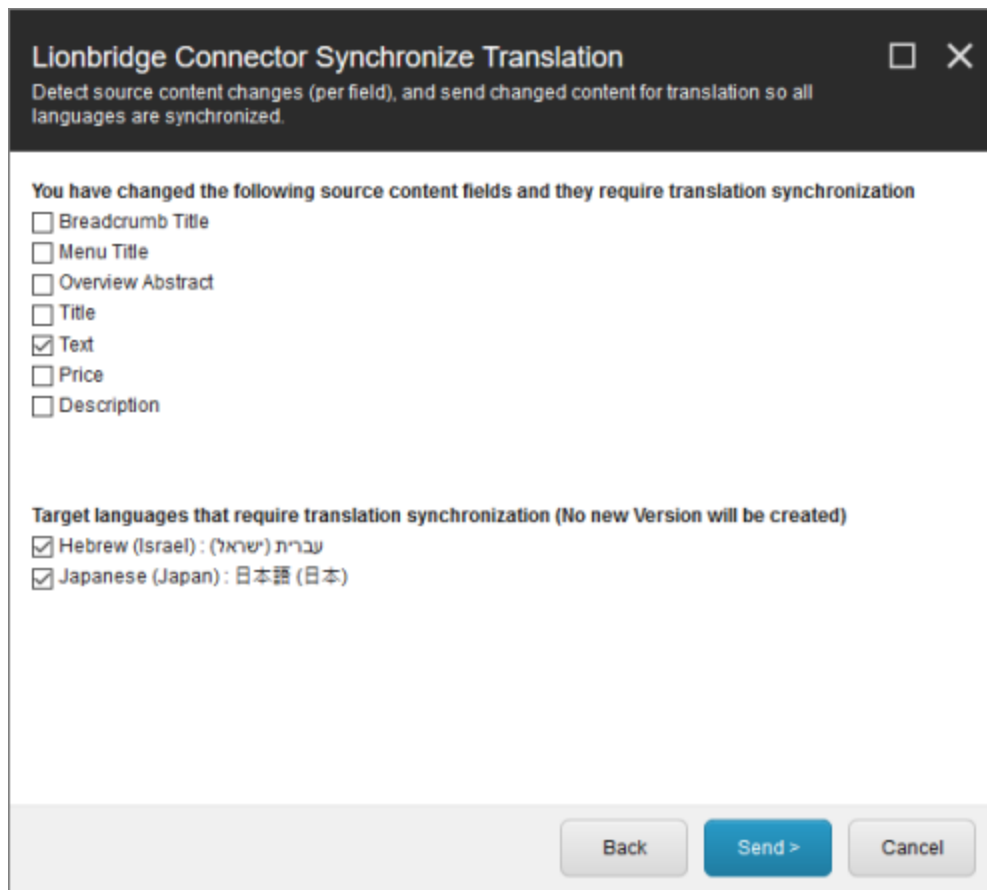 Lionbridge Connector Synchronize Translation
Detect source content changes (per field), and send changed content for translation so all
languages are synchronized.
You have changed the following source content fields and they require translation synchronization
Breadcrumb Title
Menu Title
Overview Abstract
Title
Text
Price
Description
Target languages that require translation synchronization (No new Version will be created)
Hebrew (Israel) : עברית (ישראל)
Japanese (Japan) : 日本語 (日本)
Back Send > Cancel